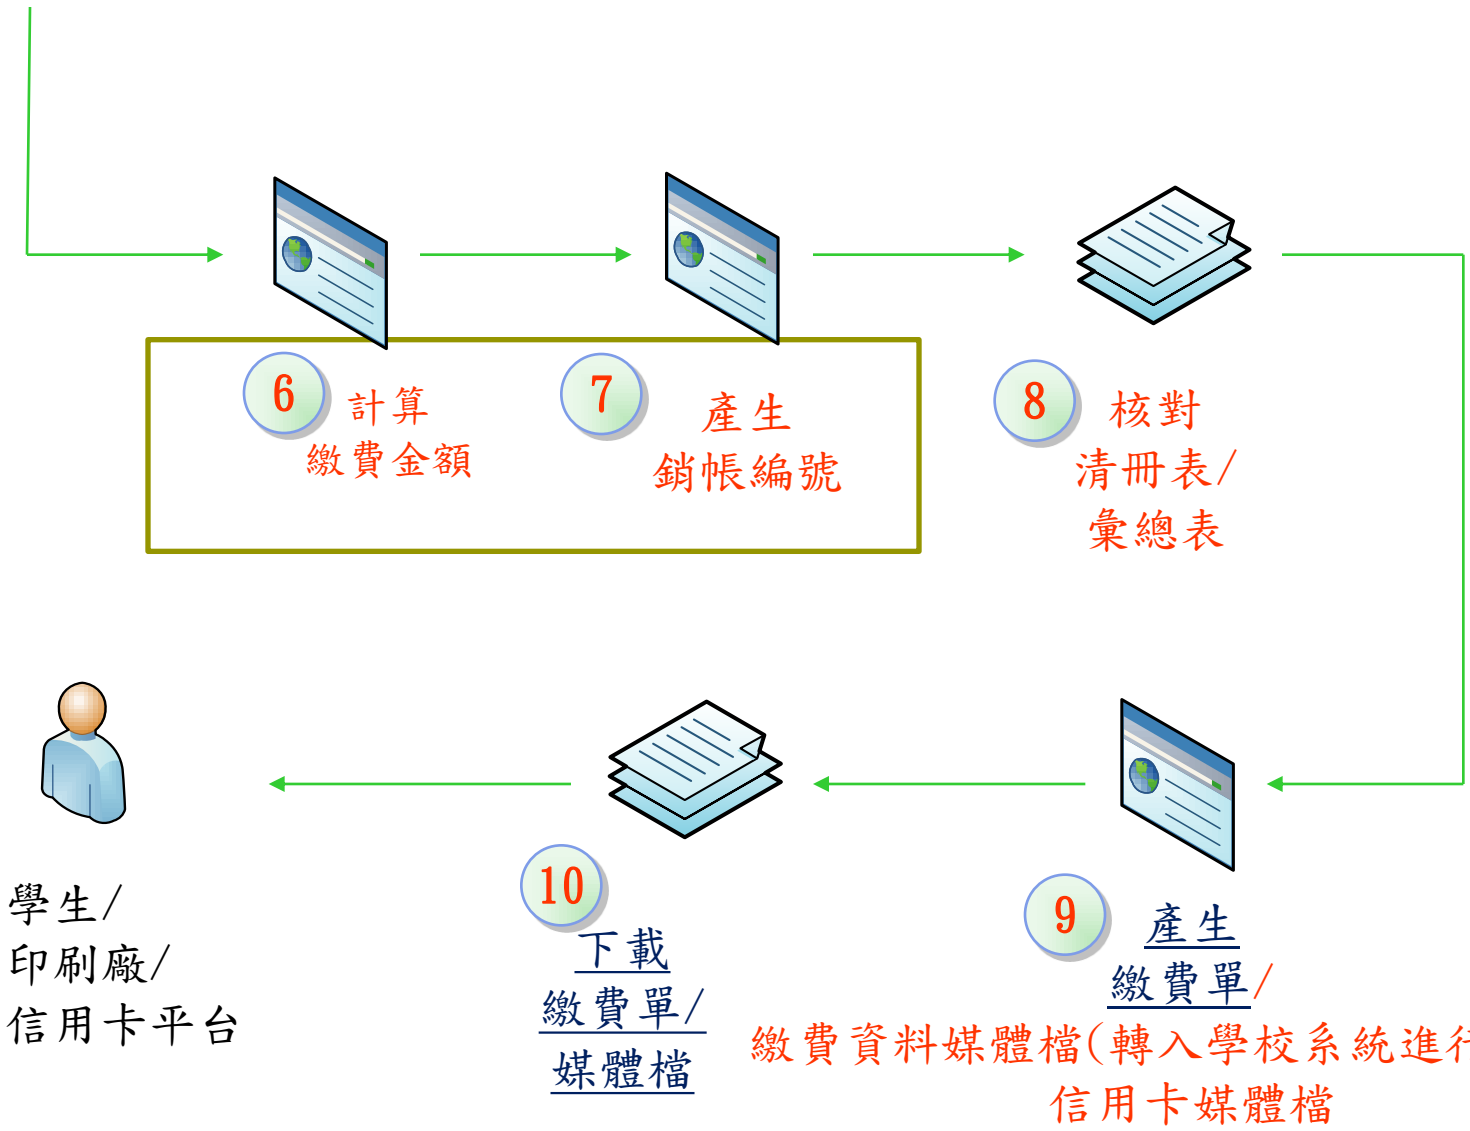 6
計算
繳費金額
7
產生
銷帳編號
8
核對
清冊表/
彙總表
學生/
印刷廠/
信用卡平台
10
下載
繳費單/
媒體檔
9
產生
繳費單/
繳費資料媒體檔(轉入學校系統進行
信用卡媒體檔